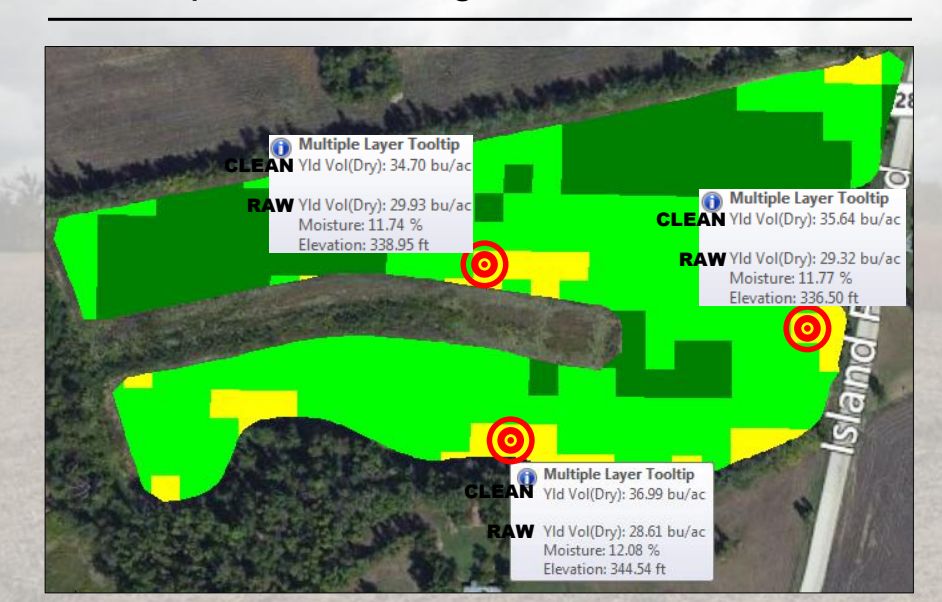 Multiple Layer Tooltip
CLEAN Yld Vol(Dry): 34.70 bu/ac
RAW Yld Vol(Dry): 29.93 bu/ac
Moisture: 11.74 %
Elevation: 338.95 ft
Multiple Layer Tooltip
CLEAN Yld Vol(Dry): 35.64 bu/ac
RAW Yld Vol(Dry): 29.32 bu/ac
Moisture: 11.77 %
Elevation: 336.50 ft
Multiple Layer Tooltip
CLEAN Yld Vol(Dry): 36.99 bu/ac
RAW Yld Vol(Dry): 28.61 bu/ac
Moisture: 12.08 %
Elevation: 344.54 ft
Island